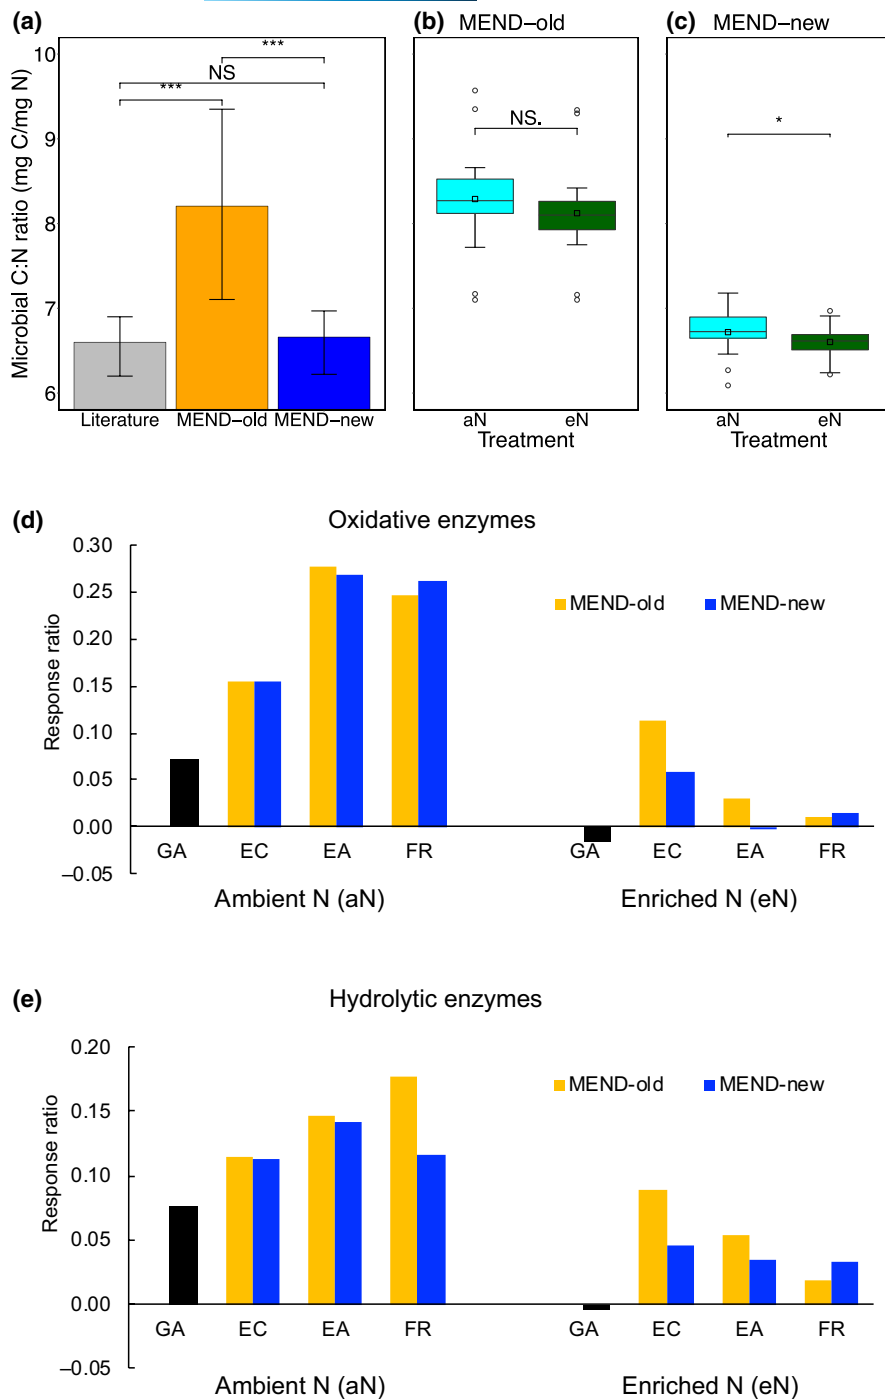 (a)
Microbial C:N ratio (mg C/mg N)
10
9
8
7
6
***
NS
***
Literature MEND–old MEND–new
(b) MEND–old
NS.
aN eN
Treatment
(c) MEND–new
*
aN eN
Treatment
(d)
Oxidative enzymes
Response ratio
0.30
0.25
0.20
0.15
0.10
0.05
0.00
–0.05
MEND-old MEND-new
GA EC EA FR GA EC EA FR
Ambient N (aN) Enriched N (eN)
(e)
Hydrolytic enzymes
Response ratio
0.20
0.15
0.10
0.05
0.00
–0.05
MEND-old MEND-new
GA EC EA FR GA EC EA FR
Ambient N (aN) Enriched N (eN)